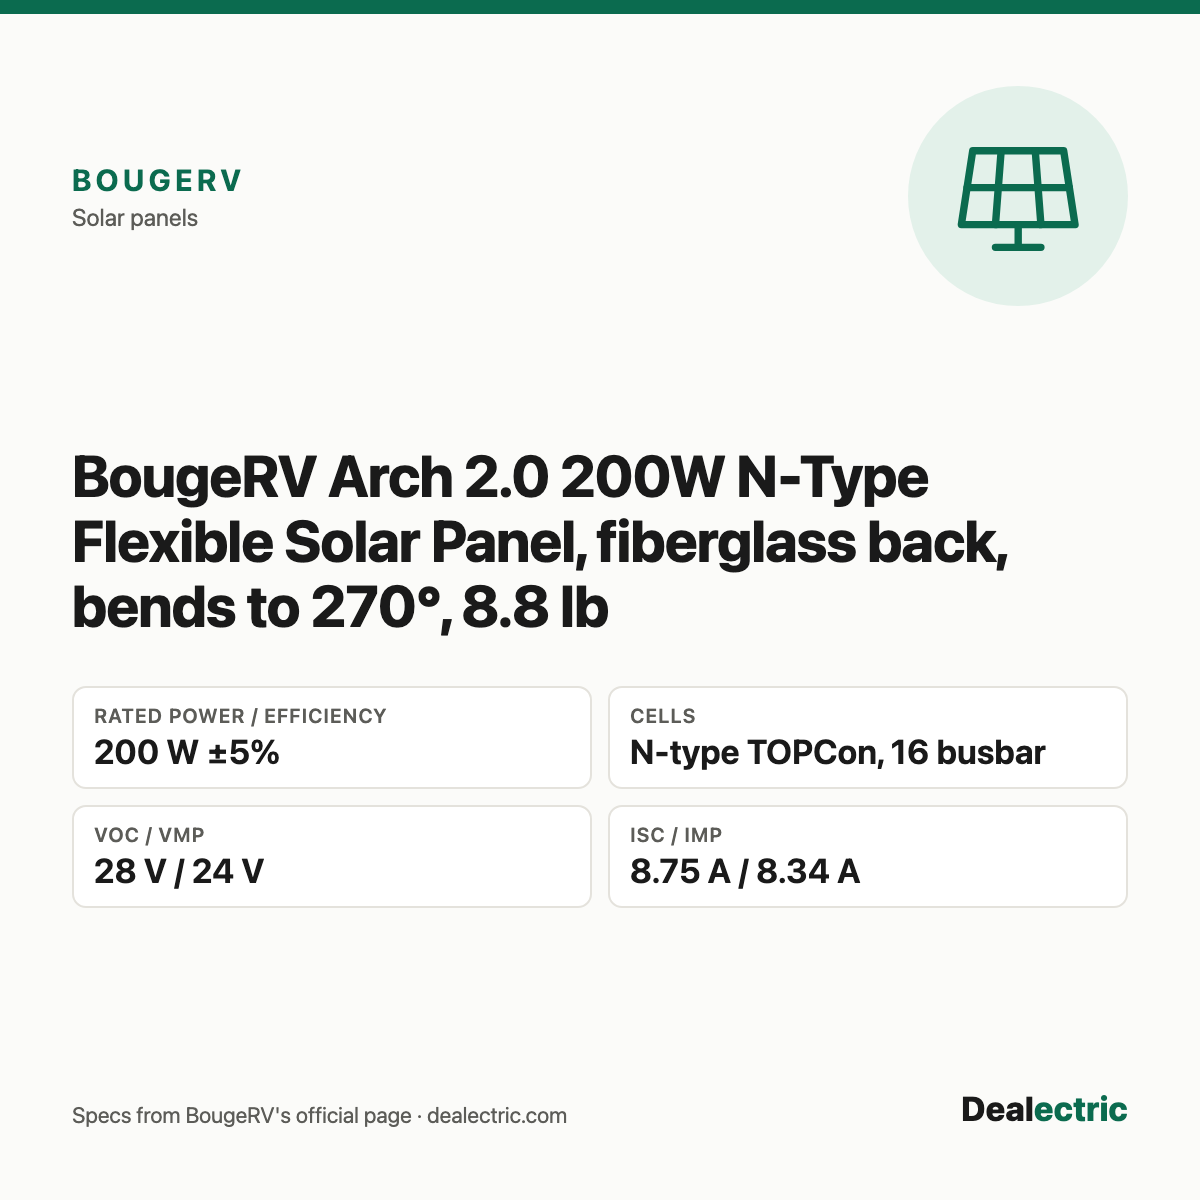 BOUGERV
Solar panels
BougeRV Arch 2.0 200W N-Type
Flexible Solar Panel, fiberglass back,
bends to 270°, 8.8 lb
RATED POWER / EFFICIENCY
200 W ±5%
CELLS
N-type TOPCon, 16 busbar
VOC / VMP
28 V / 24 V
ISC / IMP
8.75 A / 8.34 A
Specs from BougeRV's official page · dealectric.com
Dealectric